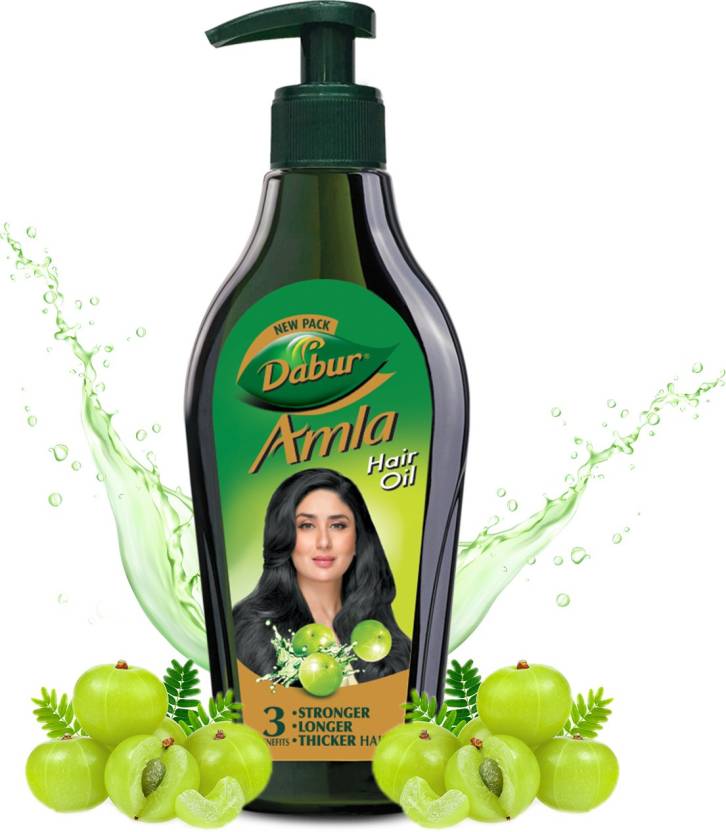 NEW PACK
Dabur®
Amla
Hair
Oil
3
•STRONGER
•LONGER
•THICKER